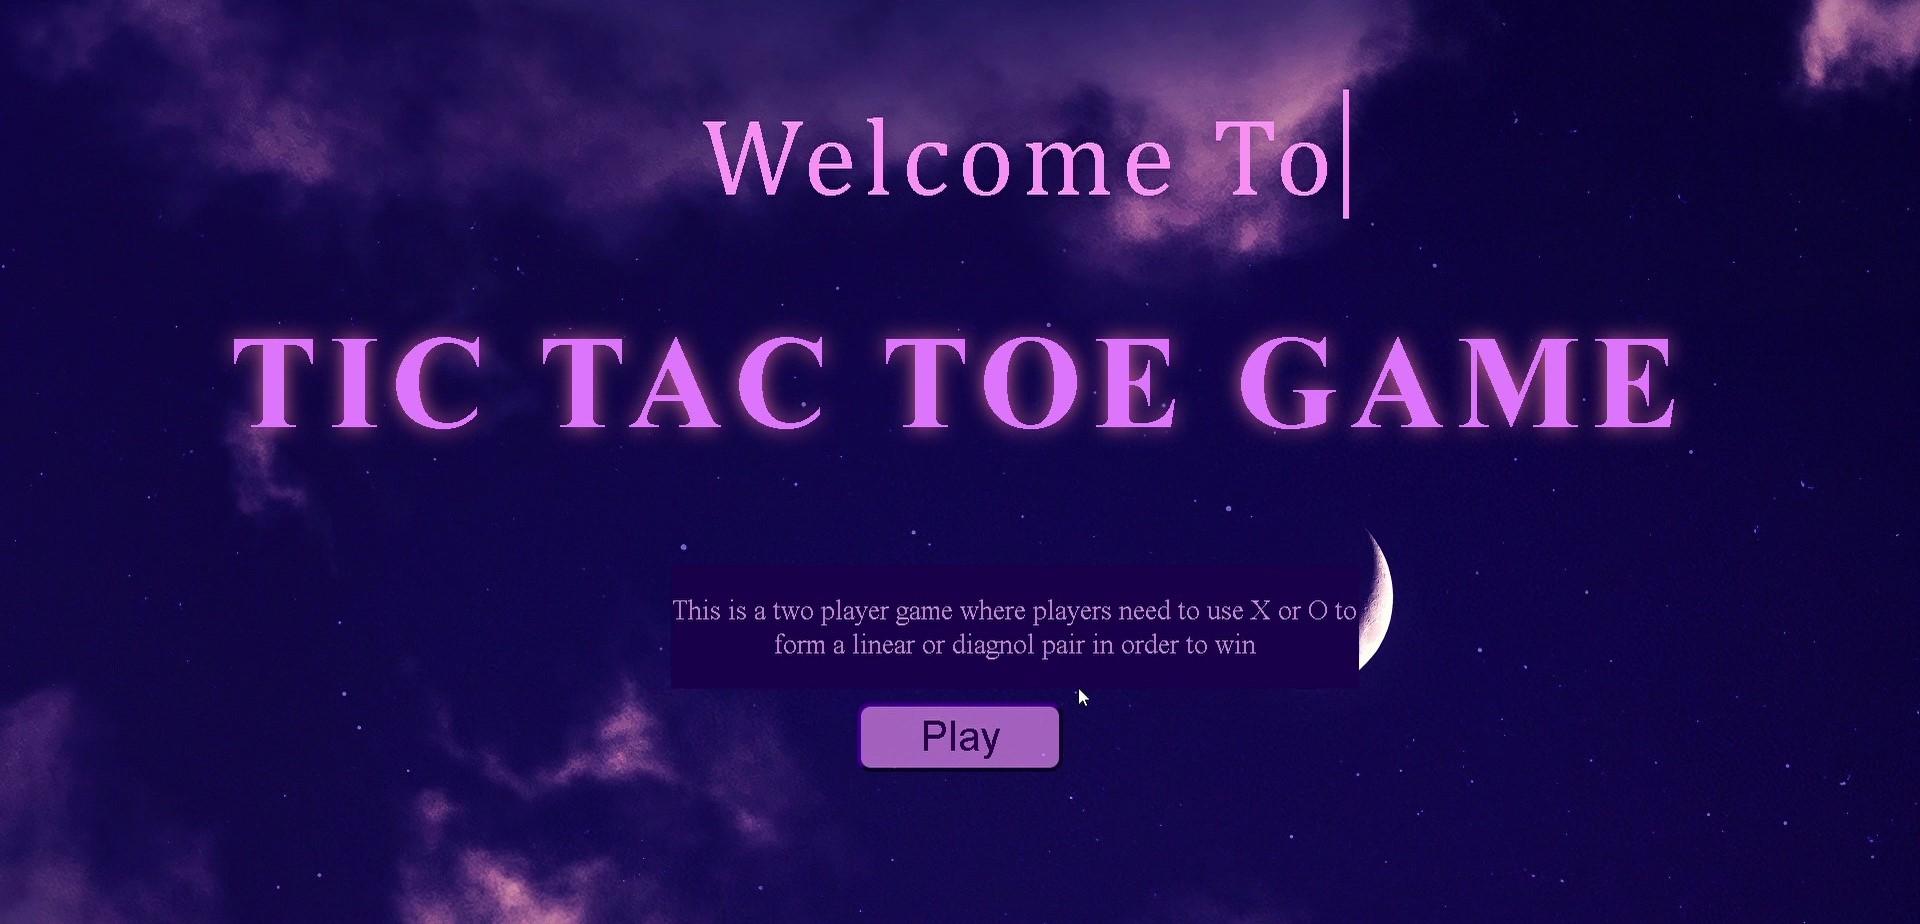 Welcome To
TIC TAC TOE GAME
This is a two player game where players need to use X or O to
form a linear or diagnol pair in order to win
Play